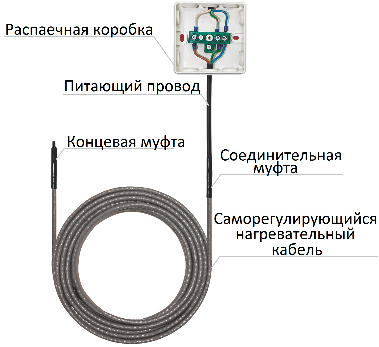 Распаечная коробка
Питающий провод
Концевая муфта
Соединительная
муфта
Саморегулирующийся
нагревательный
кабель